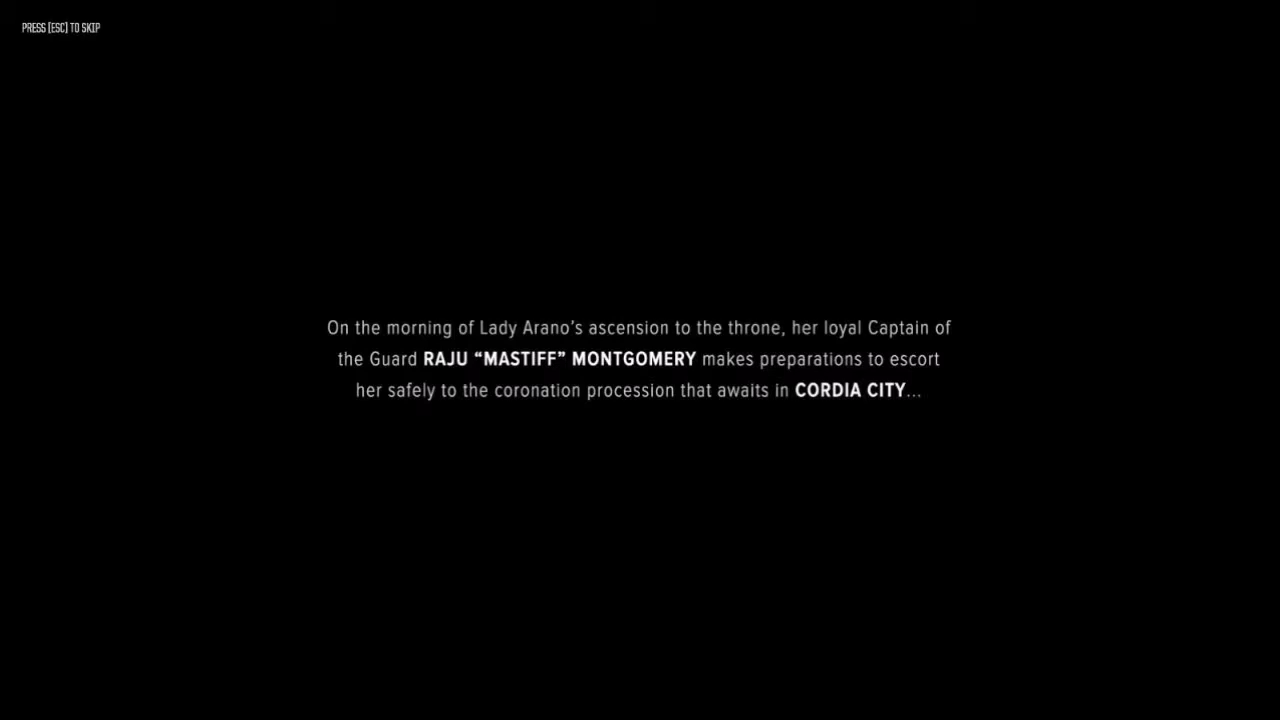 PRESS [ESC] TO SKIP
On the morning of Lady Arano’s ascension to the throne, her loyal Captain of
the Guard RAJU “MASTIFF” MONTGOMERY makes preparations to escort
her safely to the coronation procession that awaits in CORDIA CITY...